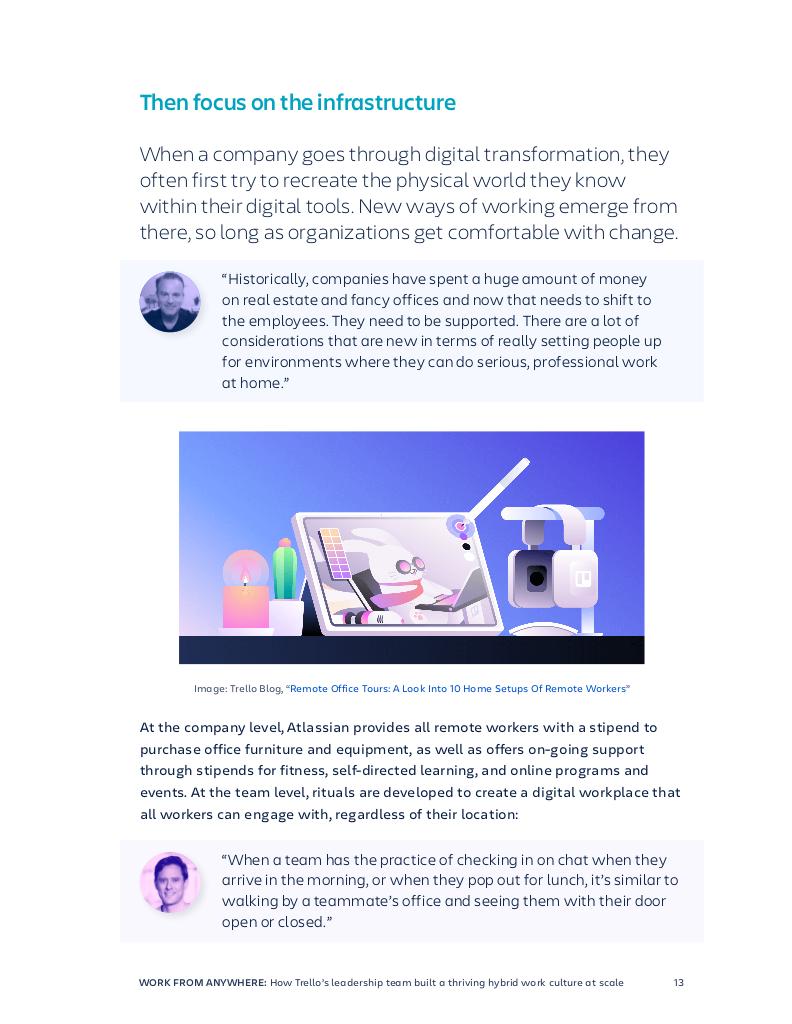 Then focus on the infrastructure
When a company goes through digital transformation, they
often first try to recreate the physical world they know
within their digital tools. New ways of working emerge from
there, so long as organizations get comfortable with change.
“Historically, companies have spent a huge amount of money
on real estate and fancy offices and now that needs to shift to
the employees. They need to be supported. There are a lot of
considerations that are new in terms of really setting people up
for environments where they can do serious, professional work
at home.”
Image: Trello Blog, “Remote Office Tours: A Look Into 10 Home Setups Of Remote Workers”
At the company level, Atlassian provides all remote workers with a stipend to
purchase office furniture and equipment, as well as offers on-going support
through stipends for fitness, self-directed learning, and online programs and
events. At the team level, rituals are developed to create a digital workplace that
all workers can engage with, regardless of their location:
“When a team has the practice of checking in on chat when they
arrive in the morning, or when they pop out for lunch, it’s similar to
walking by a teammate’s office and seeing them with their door
open or closed.”
WORK FROM ANYWHERE: How Trello’s leadership team built a thriving hybrid work culture at scale 13